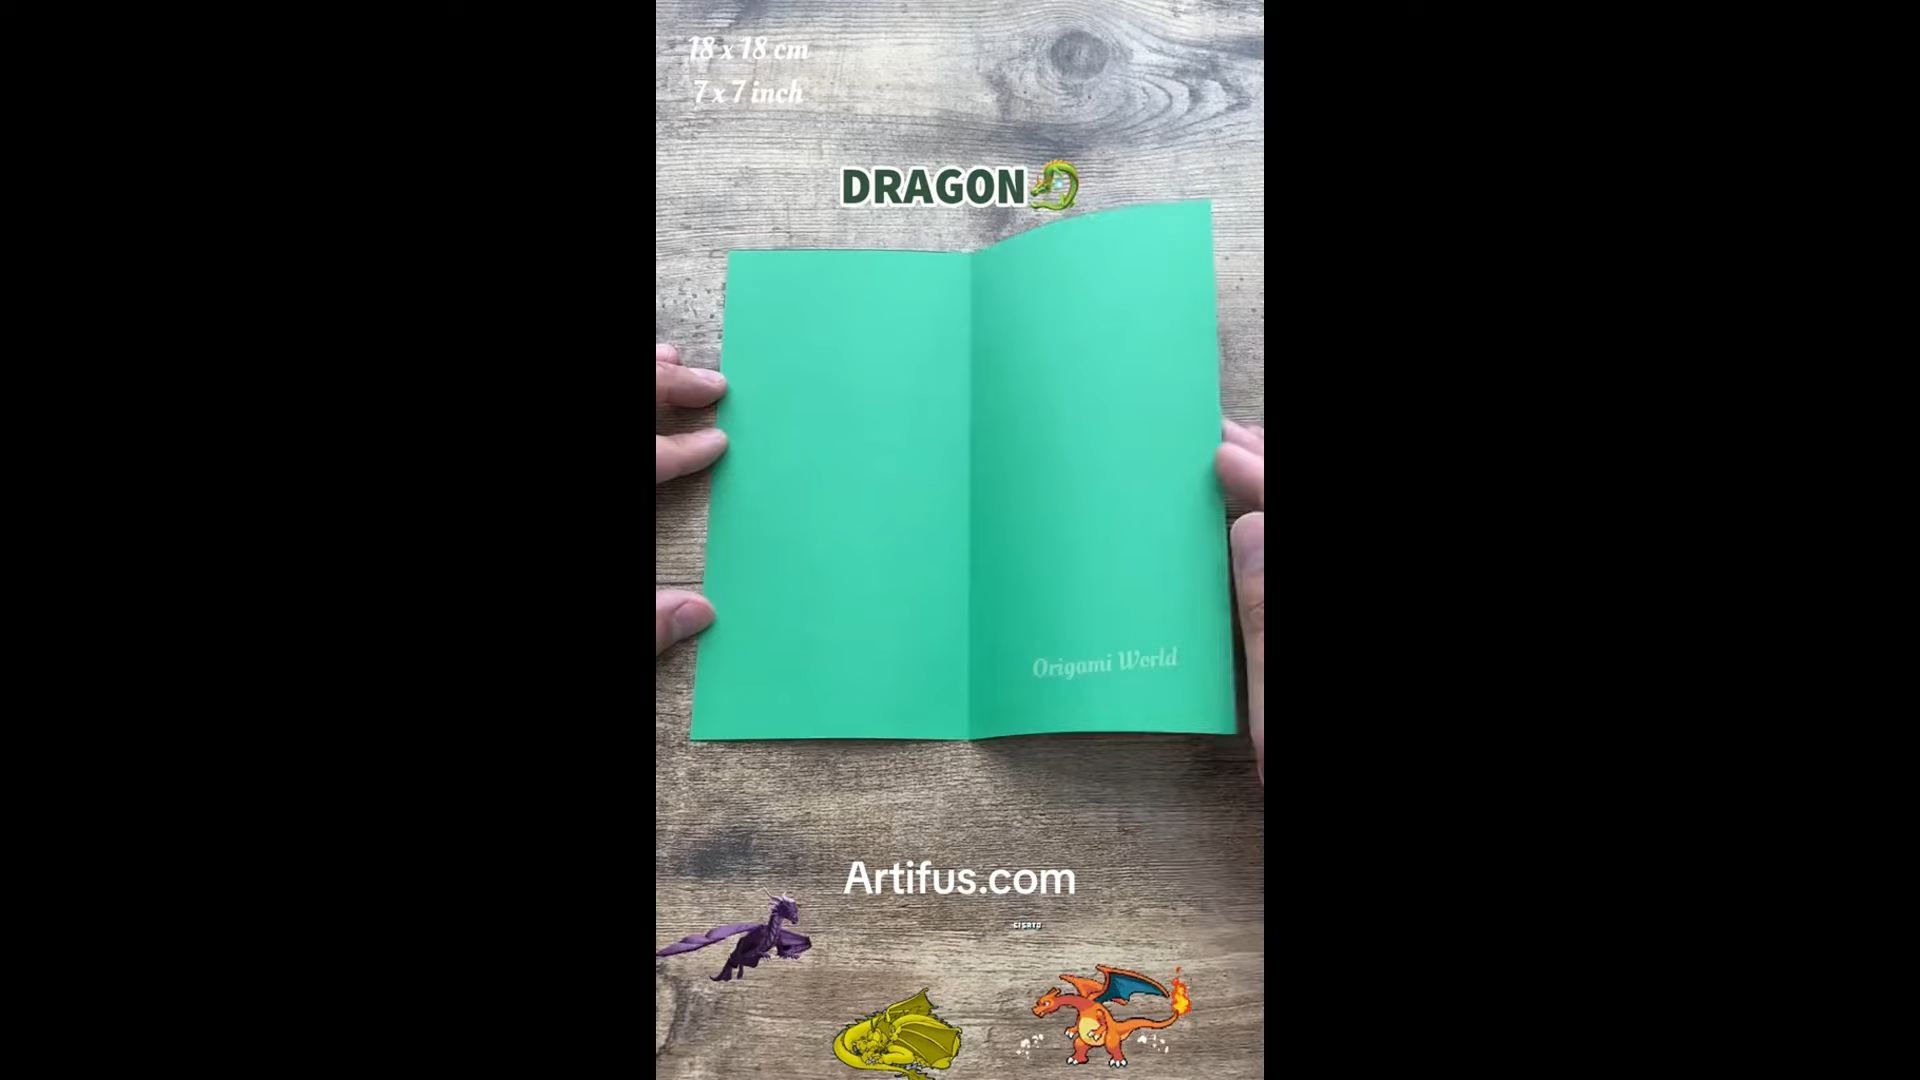 18 x 18 cm
7 x 7 inch
DRAGON
Origami World
Artifus.com